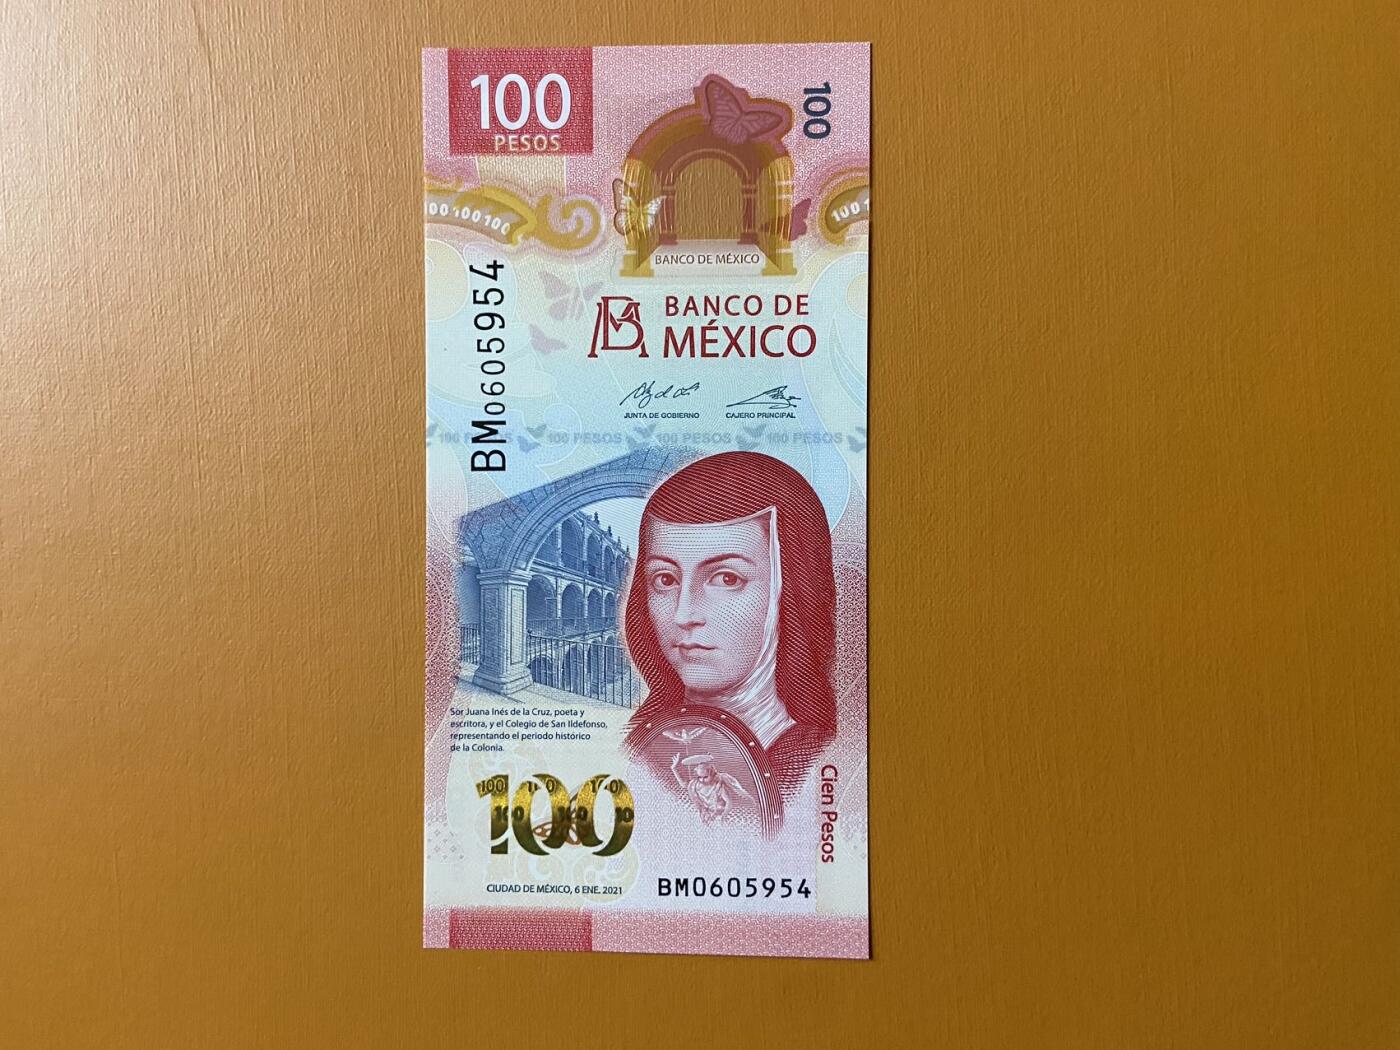 100
PESOS
100
100 100 100
100 1
BANCO DE MÉXICO
BM0605954
BANCO DE
MÉXICO
JUNTA DE GOBIERNO
CAJERO PRINCIPAL
100 PESOS 100 PESOS 100 PESOS 100 PESOS
Sor Juana Inés de la Cruz, poeta y
escritora, y el Colegio de San Ildefonso,
representando el periodo histórico
de la Colonia.
100
Cien Pesos
CIUDAD DE MÉXICO, 6 ENE. 2021
BM0605954